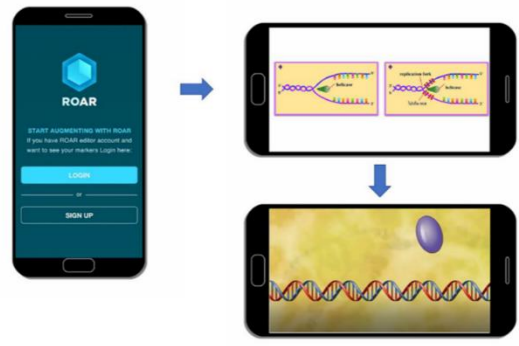 ROAR
START AUGMENTING WITH ROAR
If you have ROAR editor account and
want to see your markers Login here:
LOGIN
or
SIGN UP
helicase
replication fork
helicase